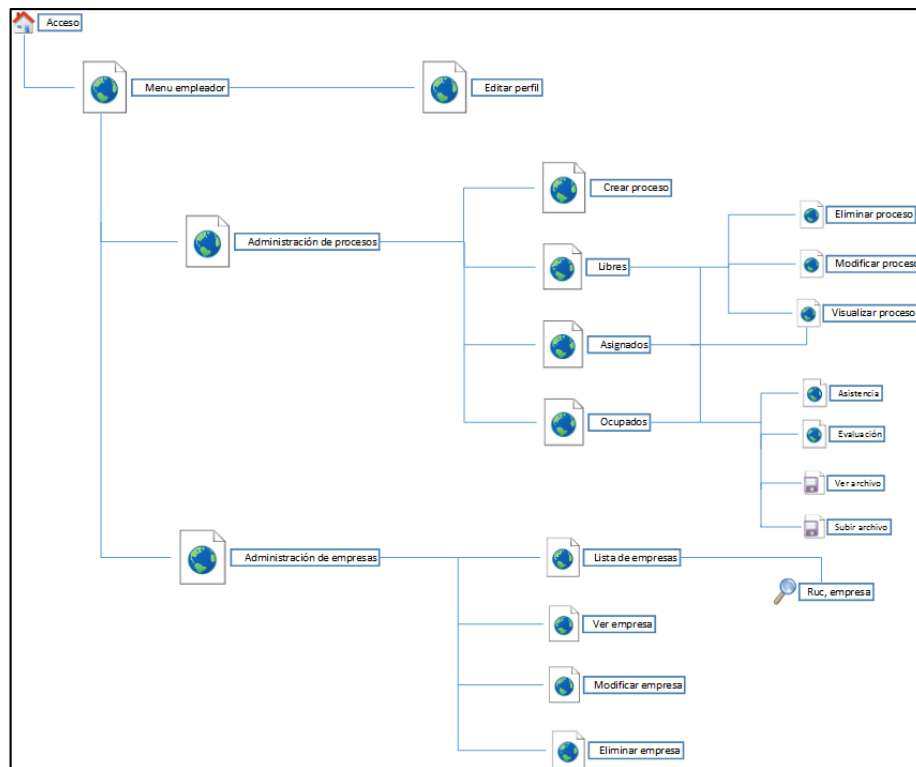 Acceso
Menu empleador
Editar perfil
Crear proceso
Administración de procesos
Libres
Asignados
Ocupados
Eliminar proceso
Modificar proceso
Visualizar proceso
Asistencia
Evaluación
Ver archivo
Subir archivo
Administración de empresas
Lista de empresas
Ruc, empresa
Ver empresa
Modificar empresa
Eliminar empresa